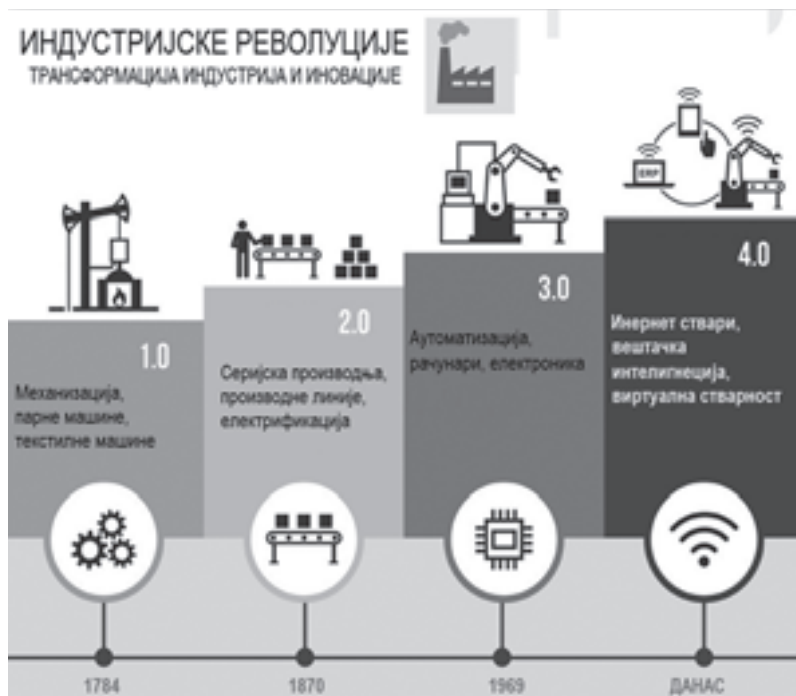 ИНДУСТРИЈСКЕ РЕВОЛУЦИЈЕ
ТРАНСФОРМАЦИЈА ИНДУСТРИЈА И ИНОВАЦИЈЕ
ERP
1.0
Механизација,
парне машине,
текстилне машине
2.0
Серијска производња,
производне линије,
електрификација
3.0
Аутоматизација,
рачунари, електроника
4.0
Инернет ствари,
вештачка
интелигнеција,
виртуална стварност
1784
1870
1969
ДАНАС